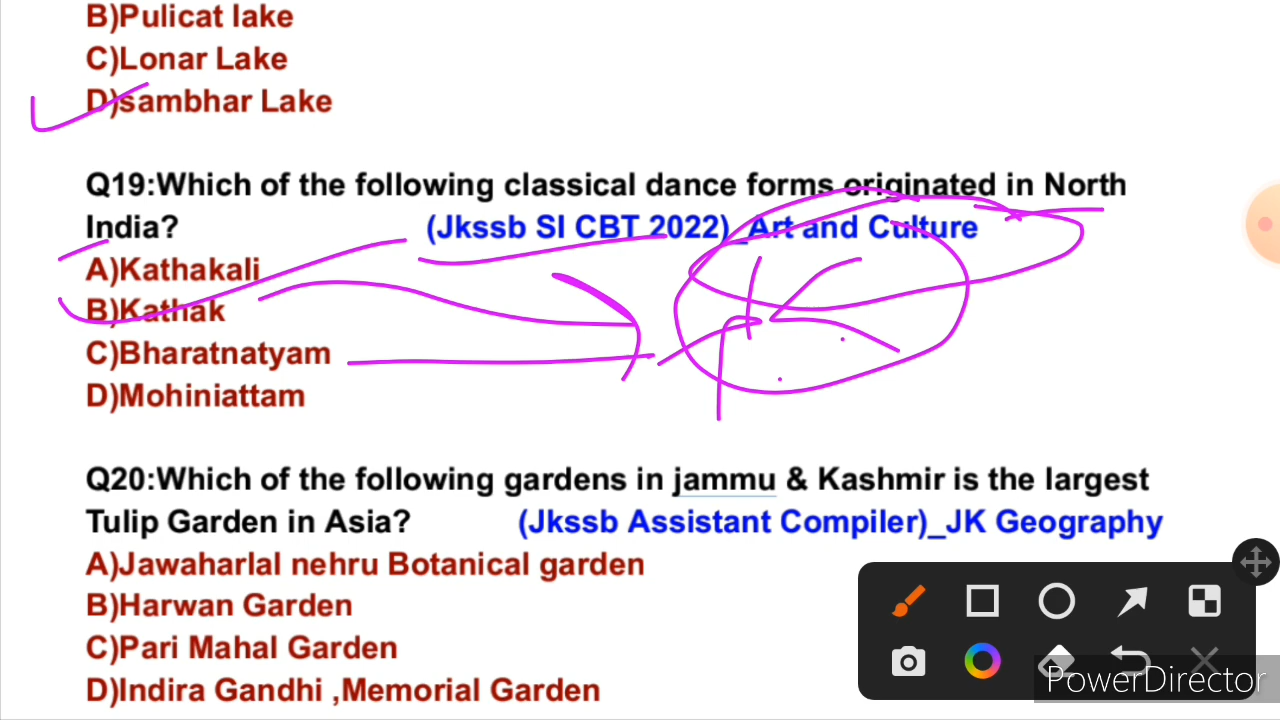 B)Pulicat lake
C)Lonar Lake
D)sambhar Lake
Q19:Which of the following classical dance forms originated in North
India? (Jkssb SI CBT 2022)_Art and Culture
A)Kathakali
B)Kathak
C)Bharatnatyam
D)Mohiniattam
Q20:Which of the following gardens in jammu & Kashmir is the largest
Tulip Garden in Asia? (Jkssb Assistant Compiler)_JK Geography
A)Jawaharlal nehru Botanical garden
B)Harwan Garden
C)Pari Mahal Garden
D)Indira Gandhi ,Memorial Garden
PowerDirector